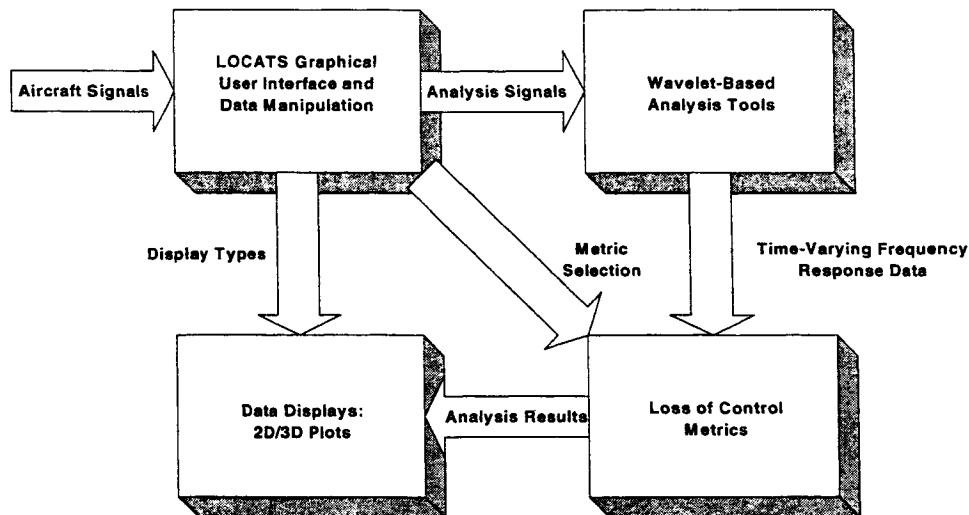 LOCATS Graphical
User Interface and
Data Manipulation
Aircraft Signals
Analysis Signals
Wavelet-Based
Analysis Tools
Display Types
Metric
Selection
Time-Varying Frequency
Response Data
Data Displays:
2D/3D Plots
Analysis Results
Loss of Control
Metrics